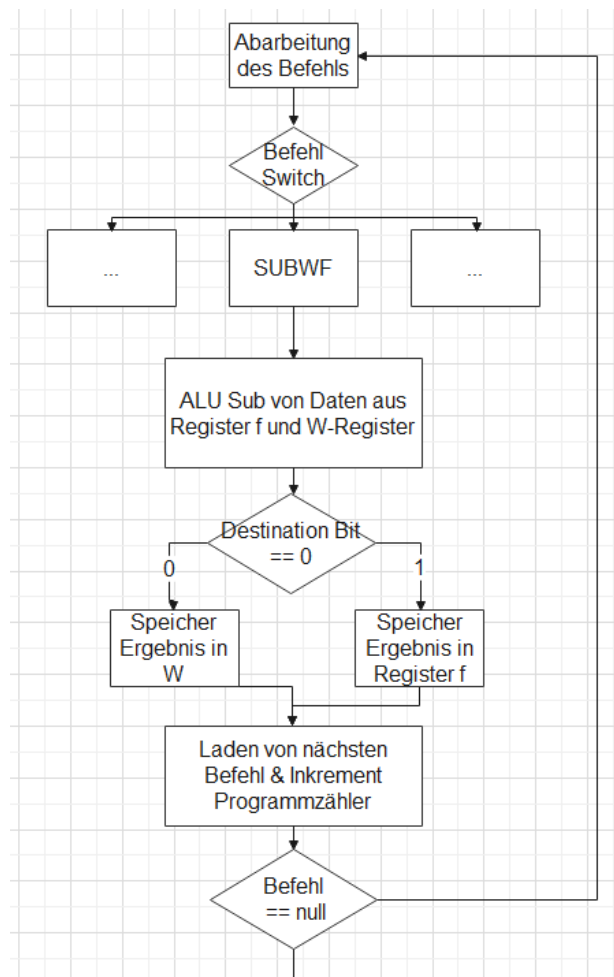 Abarbeitung
des Befehls
Befehl
Switch
...
SUBWF
...
ALU Sub von Daten aus
Register f und W-Register
Destination Bit
== 0
0
1
Speicher
Ergebnis in
W
Speicher
Ergebnis in
Register f
Laden von nächsten
Befehl & Inkrement
Programmzähler
Befehl
== null